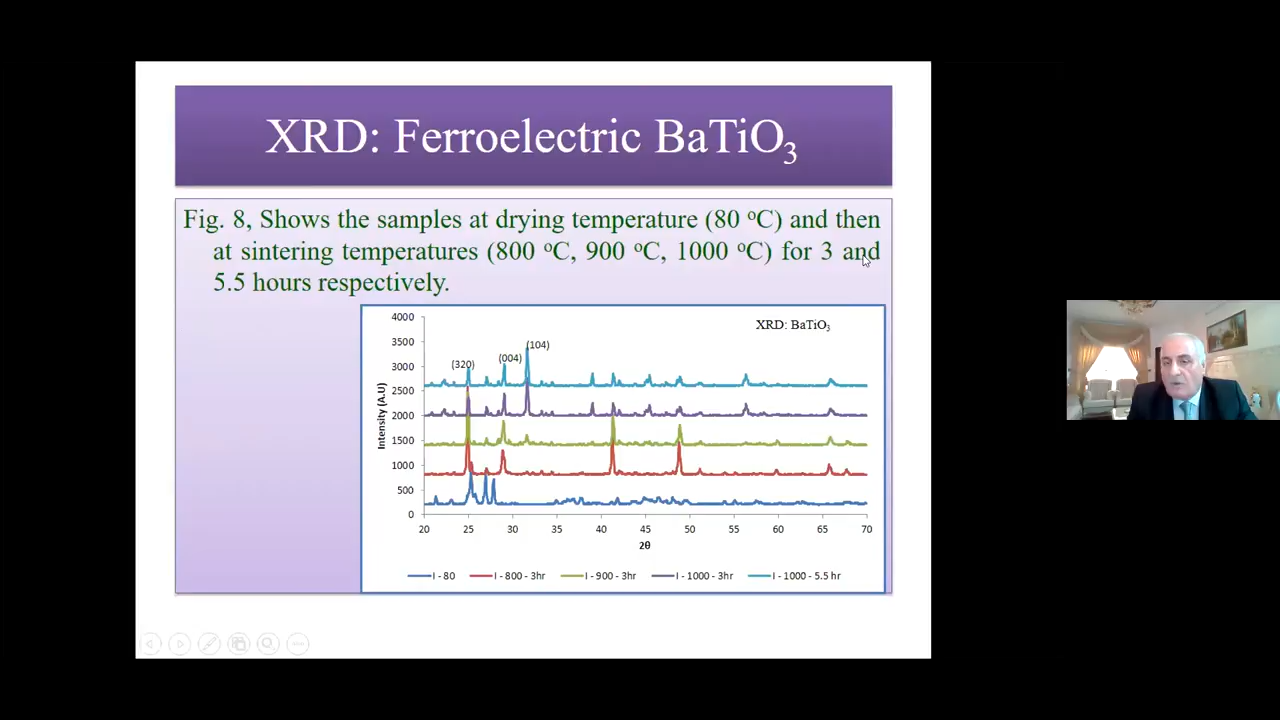 XRD: Ferroelectric BaTiO₃
Fig. 8, Shows the samples at drying temperature (80 ºC) and then
at sintering temperatures (800 ºC, 900 ºC, 1000 ºC) for 3 and
5.5 hours respectively.
XRD: BaTiO₃
4000
3500
3000
2500
2000
1500
1000
500
0
Intensity (A.U)
(320)
(004)
(104)
20 25 30 35 40 45 50 55 60 65 70
2θ
I - 80 I - 800 - 3hr I - 900 - 3hr I - 1000 - 3hr I - 1000 - 5.5 hr